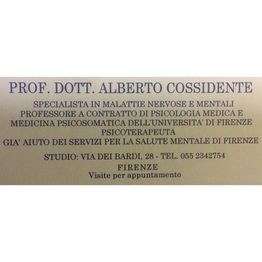 PROF. DOTT. ALBERTO COSSIDENTE
SPECIALISTA IN MALATTIE NERVOSE E MENTALI
PROFESSORE A CONTRATTO DI PSICOLOGIA MEDICA E
MEDICINA PSICOSOMATICA DELL'UNIVERSITA' DI FIRENZE
PSICOTERAPEUTA
GIA' AIUTO DEI SERVIZI PER LA SALUTE MENTALE DI FIRENZE
STUDIO: VIA DEI BARDI, 28 - TEL. 055 2342754
FIRENZE
Visite per appuntamento